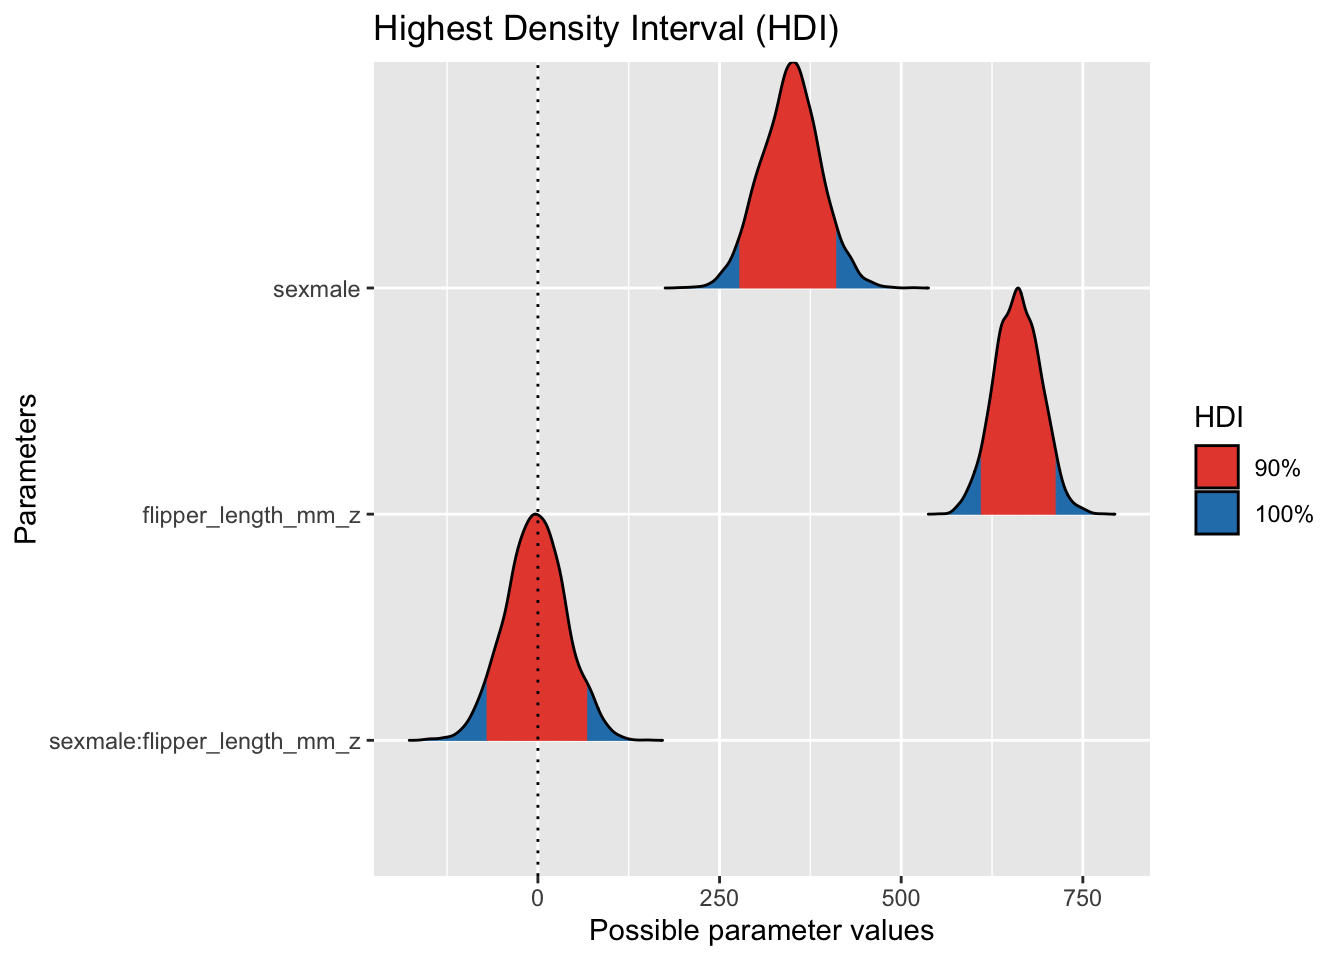 Highest Density Interval (HDI)
Parameters
sexmale
flipper_length_mm_z
sexmale:flipper_length_mm_z
0 250 500 750
Possible parameter values
HDI
90%
100%